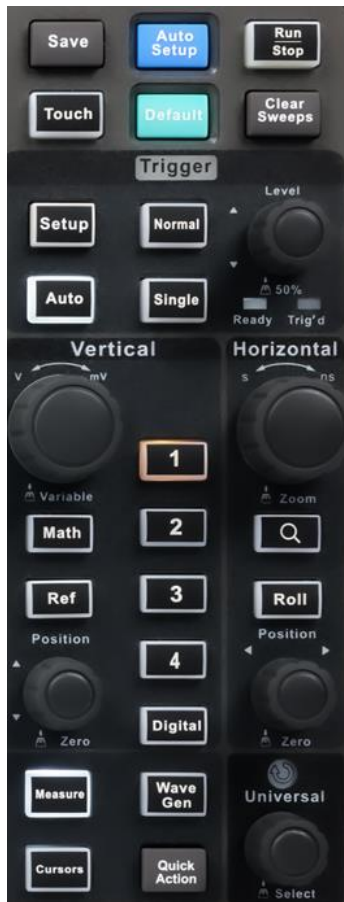 Save
Auto
Setup
Run
Stop
Touch
Default
Clear
Sweeps
Trigger
Level
Setup
Normal
50%
Auto
Single
Ready
Trig'd
Vertical
Horizontal
V
mV
s
ns
1
Variable
Zoom
Math
2
Ref
3
Roll
Position
Position
4
Zero
Digital
Zero
Measure
Wave
Gen
Universal
Cursors
Quick
Action
Select